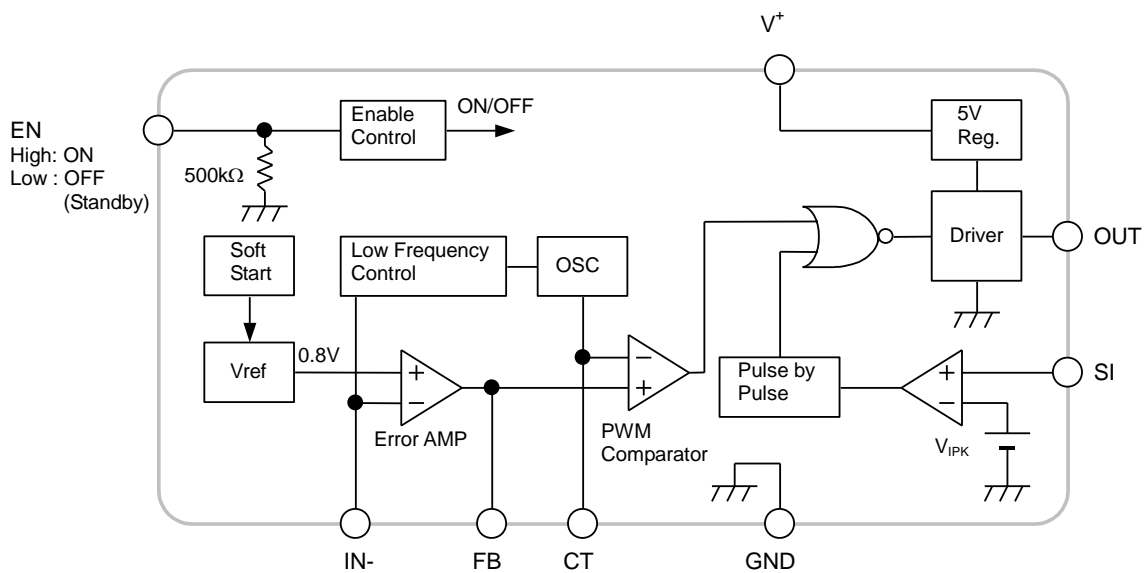 V+
EN
High: ON
Low : OFF
(Standby)
500kΩ
Enable
Control
ON/OFF
5V
Reg.
Soft
Start
Low Frequency
Control
OSC
Driver
OUT
Vref
0.8V
+
−
Error AMP
−
+
PWM
Comparator
Pulse by
Pulse
+
−
VIPK
SI
IN-
FB
CT
GND